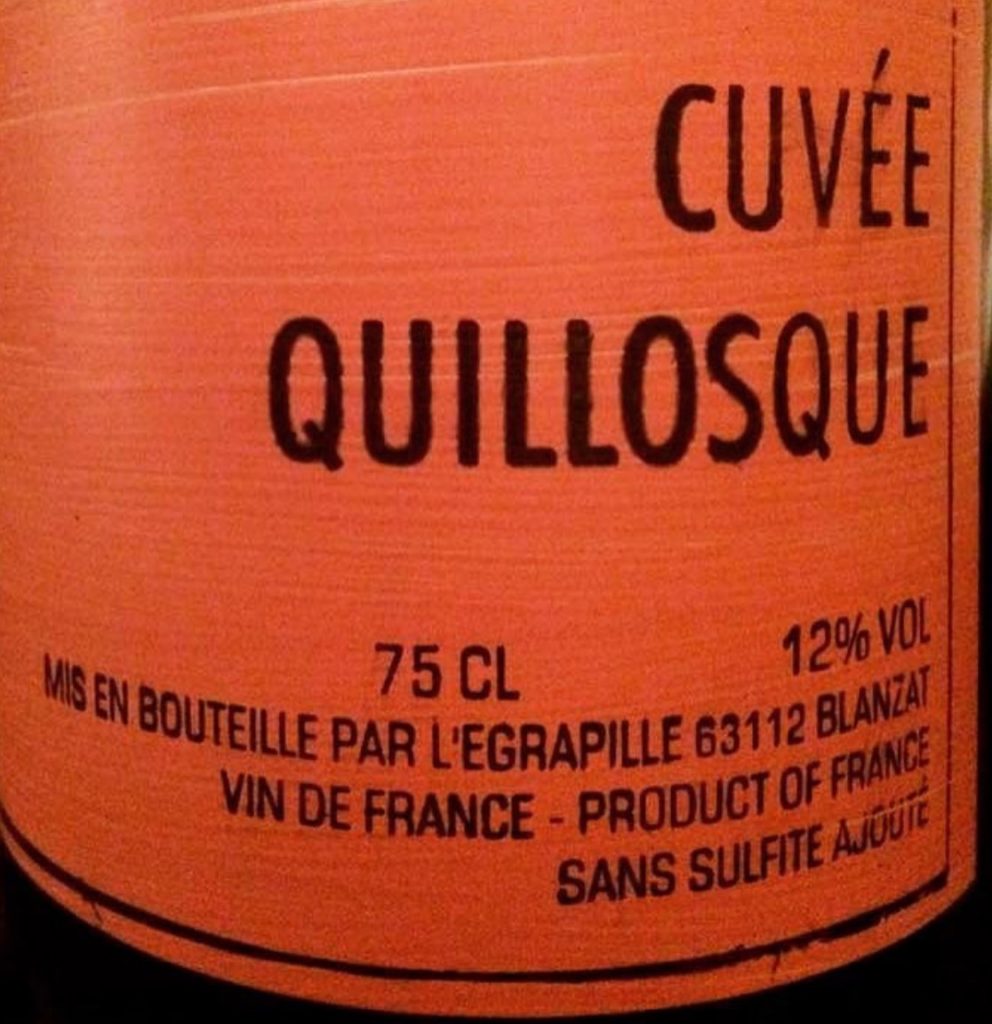 CUVÉE
QUILLOSQUE
75 CL 12% VOL
MIS EN BOUTEILLE PAR L'EGRAPILLE 63112 BLANZAT
VIN DE FRANCE - PRODUCT OF FRANCE
SANS SULFITE AJOUTÉ